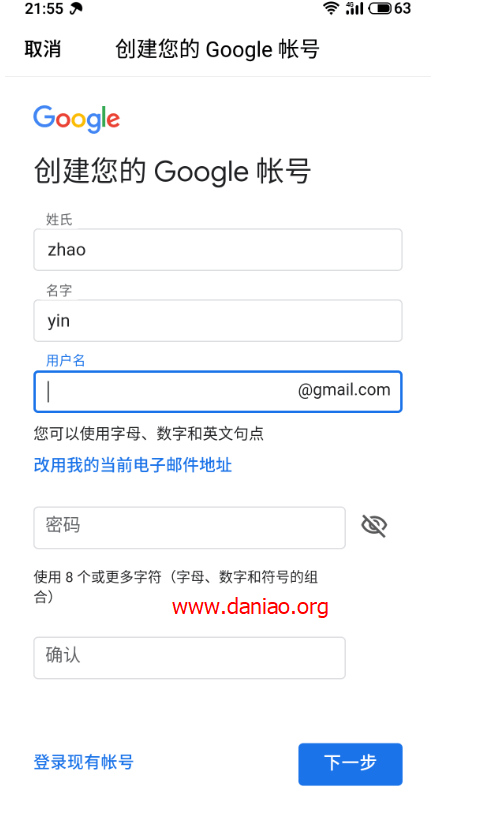 21:55 4G 63
取消 创建您的 Google 帐号
Google
创建您的 Google 帐号
姓氏
zhao
名字
yin
用户名
@gmail.com
您可以使用字母、数字和英文句点
改用我的当前电子邮件地址
密码
使用 8 个或更多字符（字母、数字和符号的组
合）
www.daniao.org
确认
登录现有帐号 下一步